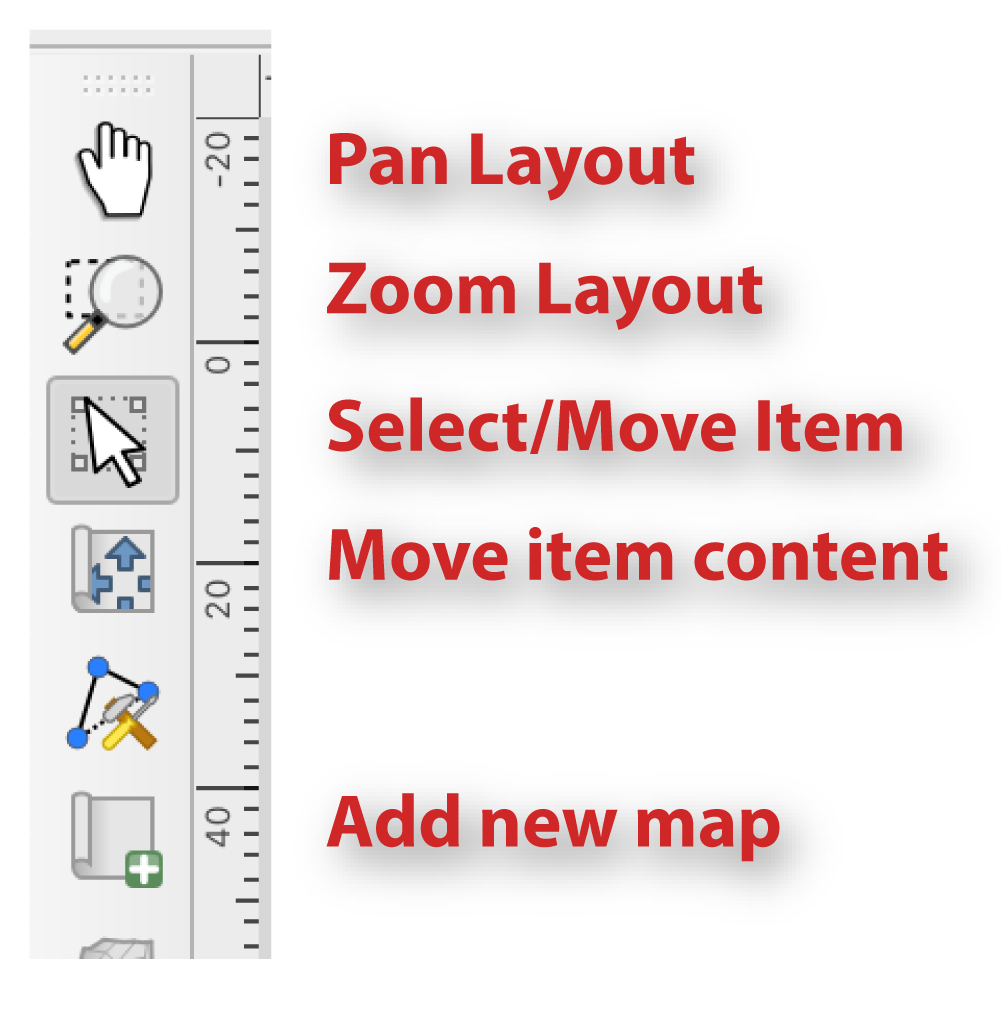 Pan Layout
-20
Zoom Layout
0
Select/Move Item
Move item content
20
Add new map
40